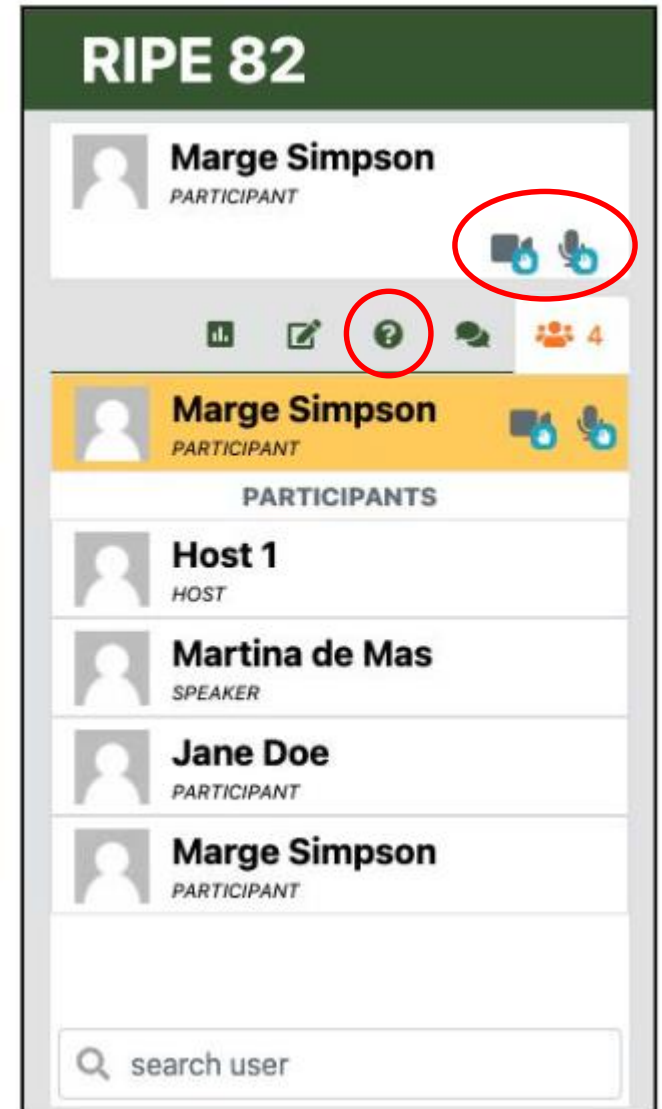 RIPE 82
Marge Simpson
PARTICIPANT
4
Marge Simpson
PARTICIPANT
PARTICIPANTS
Host 1
HOST
Martina de Mas
SPEAKER
Jane Doe
PARTICIPANT
Marge Simpson
PARTICIPANT
search user